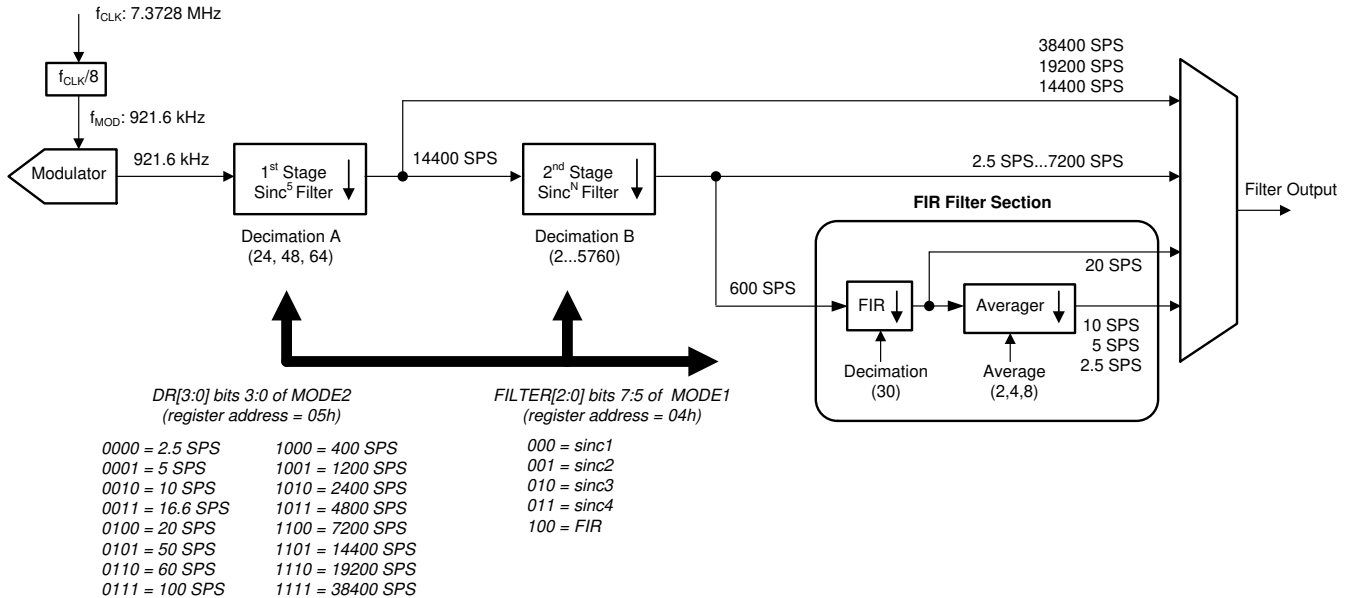 f_CLK: 7.3728 MHz
f_CLK/8
f_MOD: 921.6 kHz
Modulator
921.6 kHz
1st Stage
Sinc⁵ Filter
Decimation A
(24, 48, 64)
14400 SPS
2nd Stage
Sinc^N Filter
Decimation B
(2...5760)
38400 SPS
19200 SPS
14400 SPS
2.5 SPS...7200 SPS
FIR Filter Section
600 SPS
FIR
Decimation
(30)
20 SPS
Averager
Average
(2,4,8)
10 SPS
5 SPS
2.5 SPS
Filter Output
DR[3:0] bits 3:0 of MODE2
(register address = 05h)
0000 = 2.5 SPS
0001 = 5 SPS
0010 = 10 SPS
0011 = 16.6 SPS
0100 = 20 SPS
0101 = 50 SPS
0110 = 60 SPS
0111 = 100 SPS
1000 = 400 SPS
1001 = 1200 SPS
1010 = 2400 SPS
1011 = 4800 SPS
1100 = 7200 SPS
1101 = 14400 SPS
1110 = 19200 SPS
1111 = 38400 SPS
FILTER[2:0] bits 7:5 of MODE1
(register address = 04h)
000 = sinc1
001 = sinc2
010 = sinc3
011 = sinc4
100 = FIR